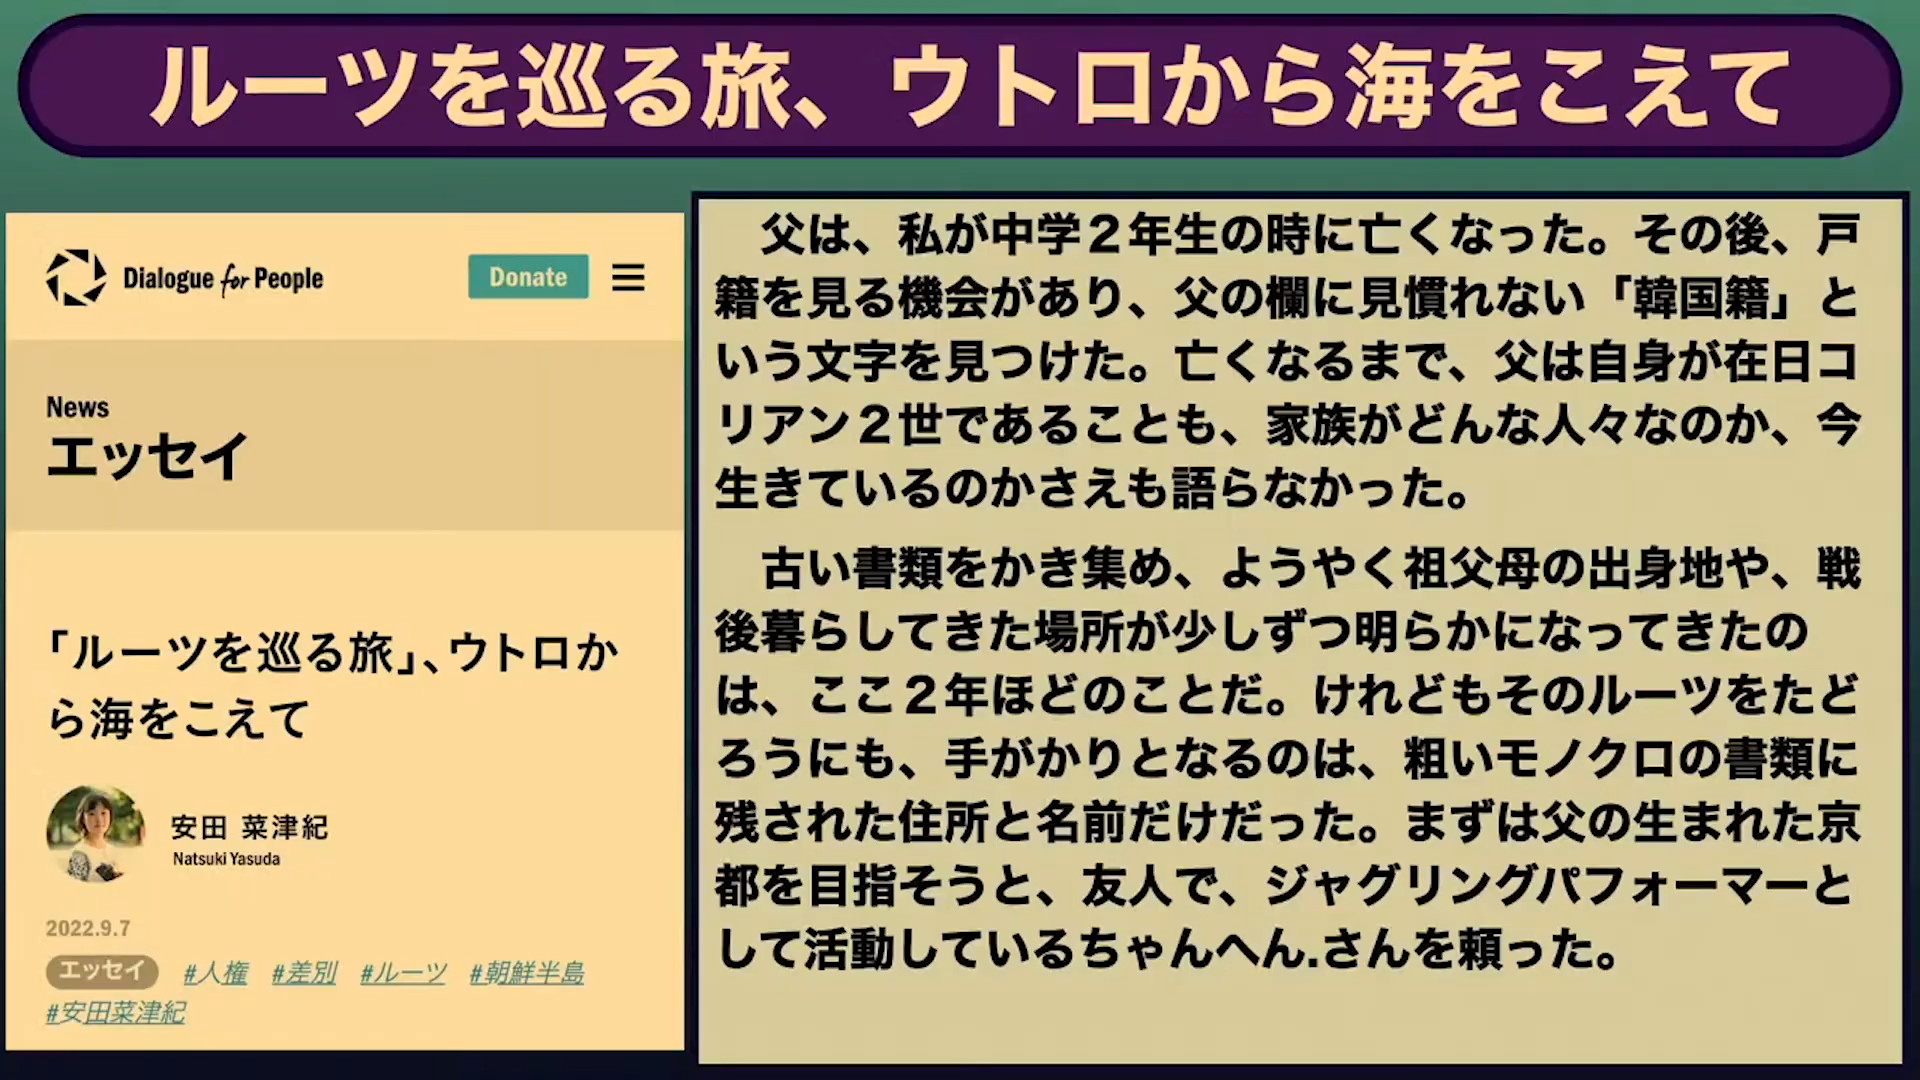 ルーツを巡る旅、ウトロから海をこえて
Dialogue for People
Donate
News
エッセイ
「ルーツを巡る旅」、ウトロか
ら海をこえて
安田 菜津紀
Natsuki Yasuda
2022.9.7
エッセイ #人権 #差別 #ルーツ #朝鮮半島
#安田菜津紀
父は、私が中学２年生の時に亡くなった。その後、戸
籍を見る機会があり、父の欄に見慣れない「韓国籍」と
いう文字を見つけた。亡くなるまで、父は自身が在日コ
リアン２世であることも、家族がどんな人々なのか、今
生きているのかさえも語らなかった。
古い書類をかき集め、ようやく祖父母の出身地や、戦
後暮らしてきた場所が少しずつ明らかになってきたの
は、ここ２年ほどのことだ。けれどもそのルーツをたど
ろうにも、手がかりとなるのは、粗いモノクロの書類に
残された住所と名前だけだった。まずは父の生まれた京
都を目指そうと、友人で、ジャグリングパフォーマーと
して活動しているちゃんへん.さんを頼った。